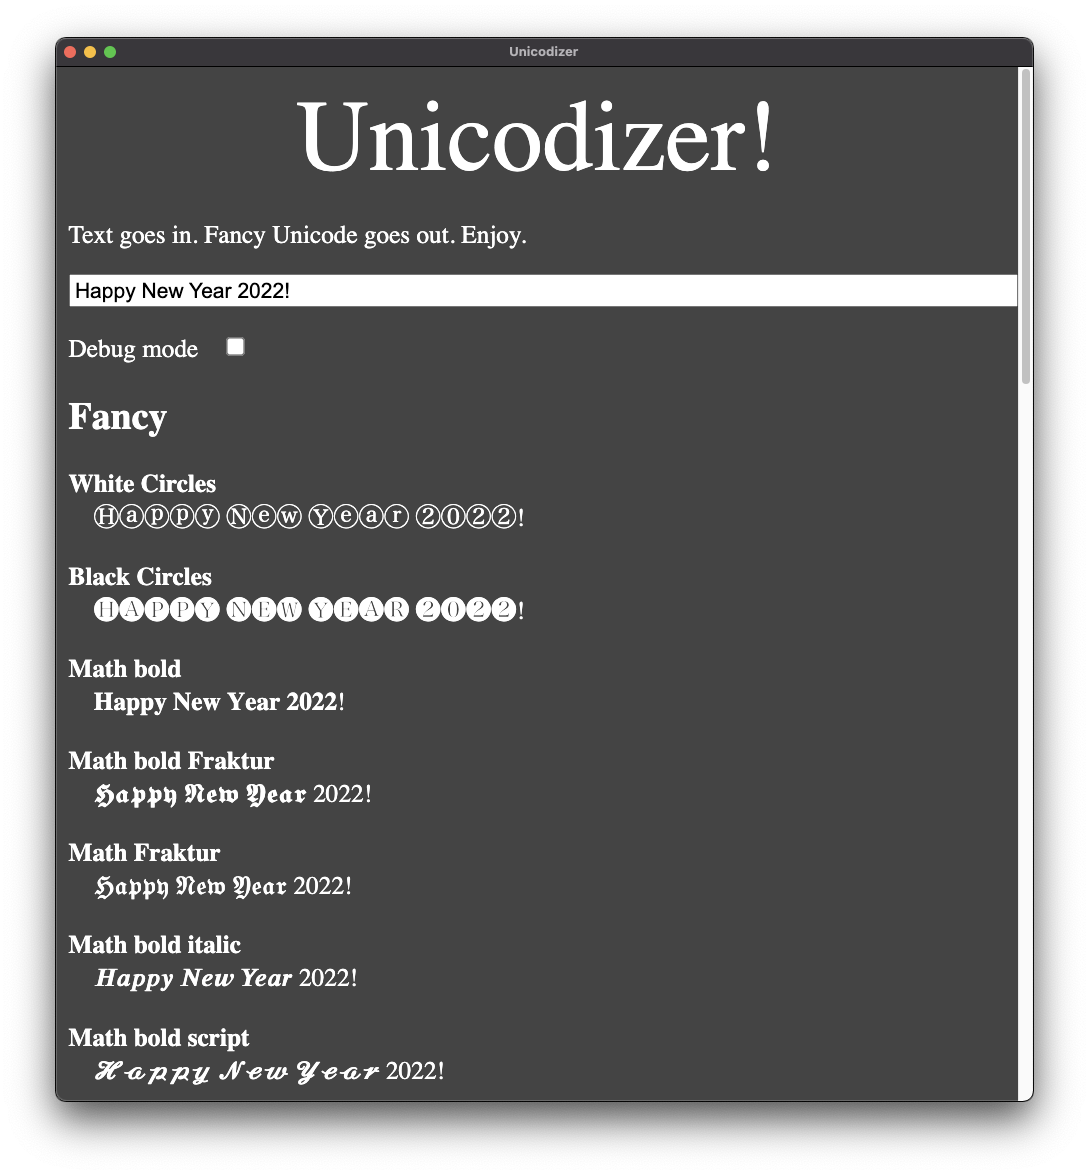 Unicodizer
Unicodizer!
Text goes in. Fancy Unicode goes out. Enjoy.
Happy New Year 2022!
Debug mode
Fancy
White Circles
Ⓗⓐⓟⓟⓨ Ⓝⓔⓦ Ⓨⓔⓐⓡ ②⓪②②!
Black Circles
🅗🅐🅟🅟🅨 🅝🅔🅦 🅨🅔🅐🅡 ❷⓿❷❷!
Math bold
𝐇𝐚𝐩𝐩𝐲 𝐍𝐞𝐰 𝐘𝐞𝐚𝐫 𝟐𝟎𝟐𝟐!
Math bold Fraktur
𝕳𝖆𝖕𝖕𝖞 𝕹𝖊𝖜 𝖄𝖊𝖆𝖗 2022!
Math Fraktur
ℌ𝔞𝔭𝔭𝔶 𝔑𝔢𝔴 𝔜𝔢𝔞𝔯 2022!
Math bold italic
𝑯𝒂𝒑𝒑𝒚 𝑵𝒆𝒘 𝒀𝒆𝒂𝒓 2022!
Math bold script
𝓗𝓪𝓹𝓹𝔂 𝓝𝓮𝔀 𝓨𝓮𝓪𝓻 2022!